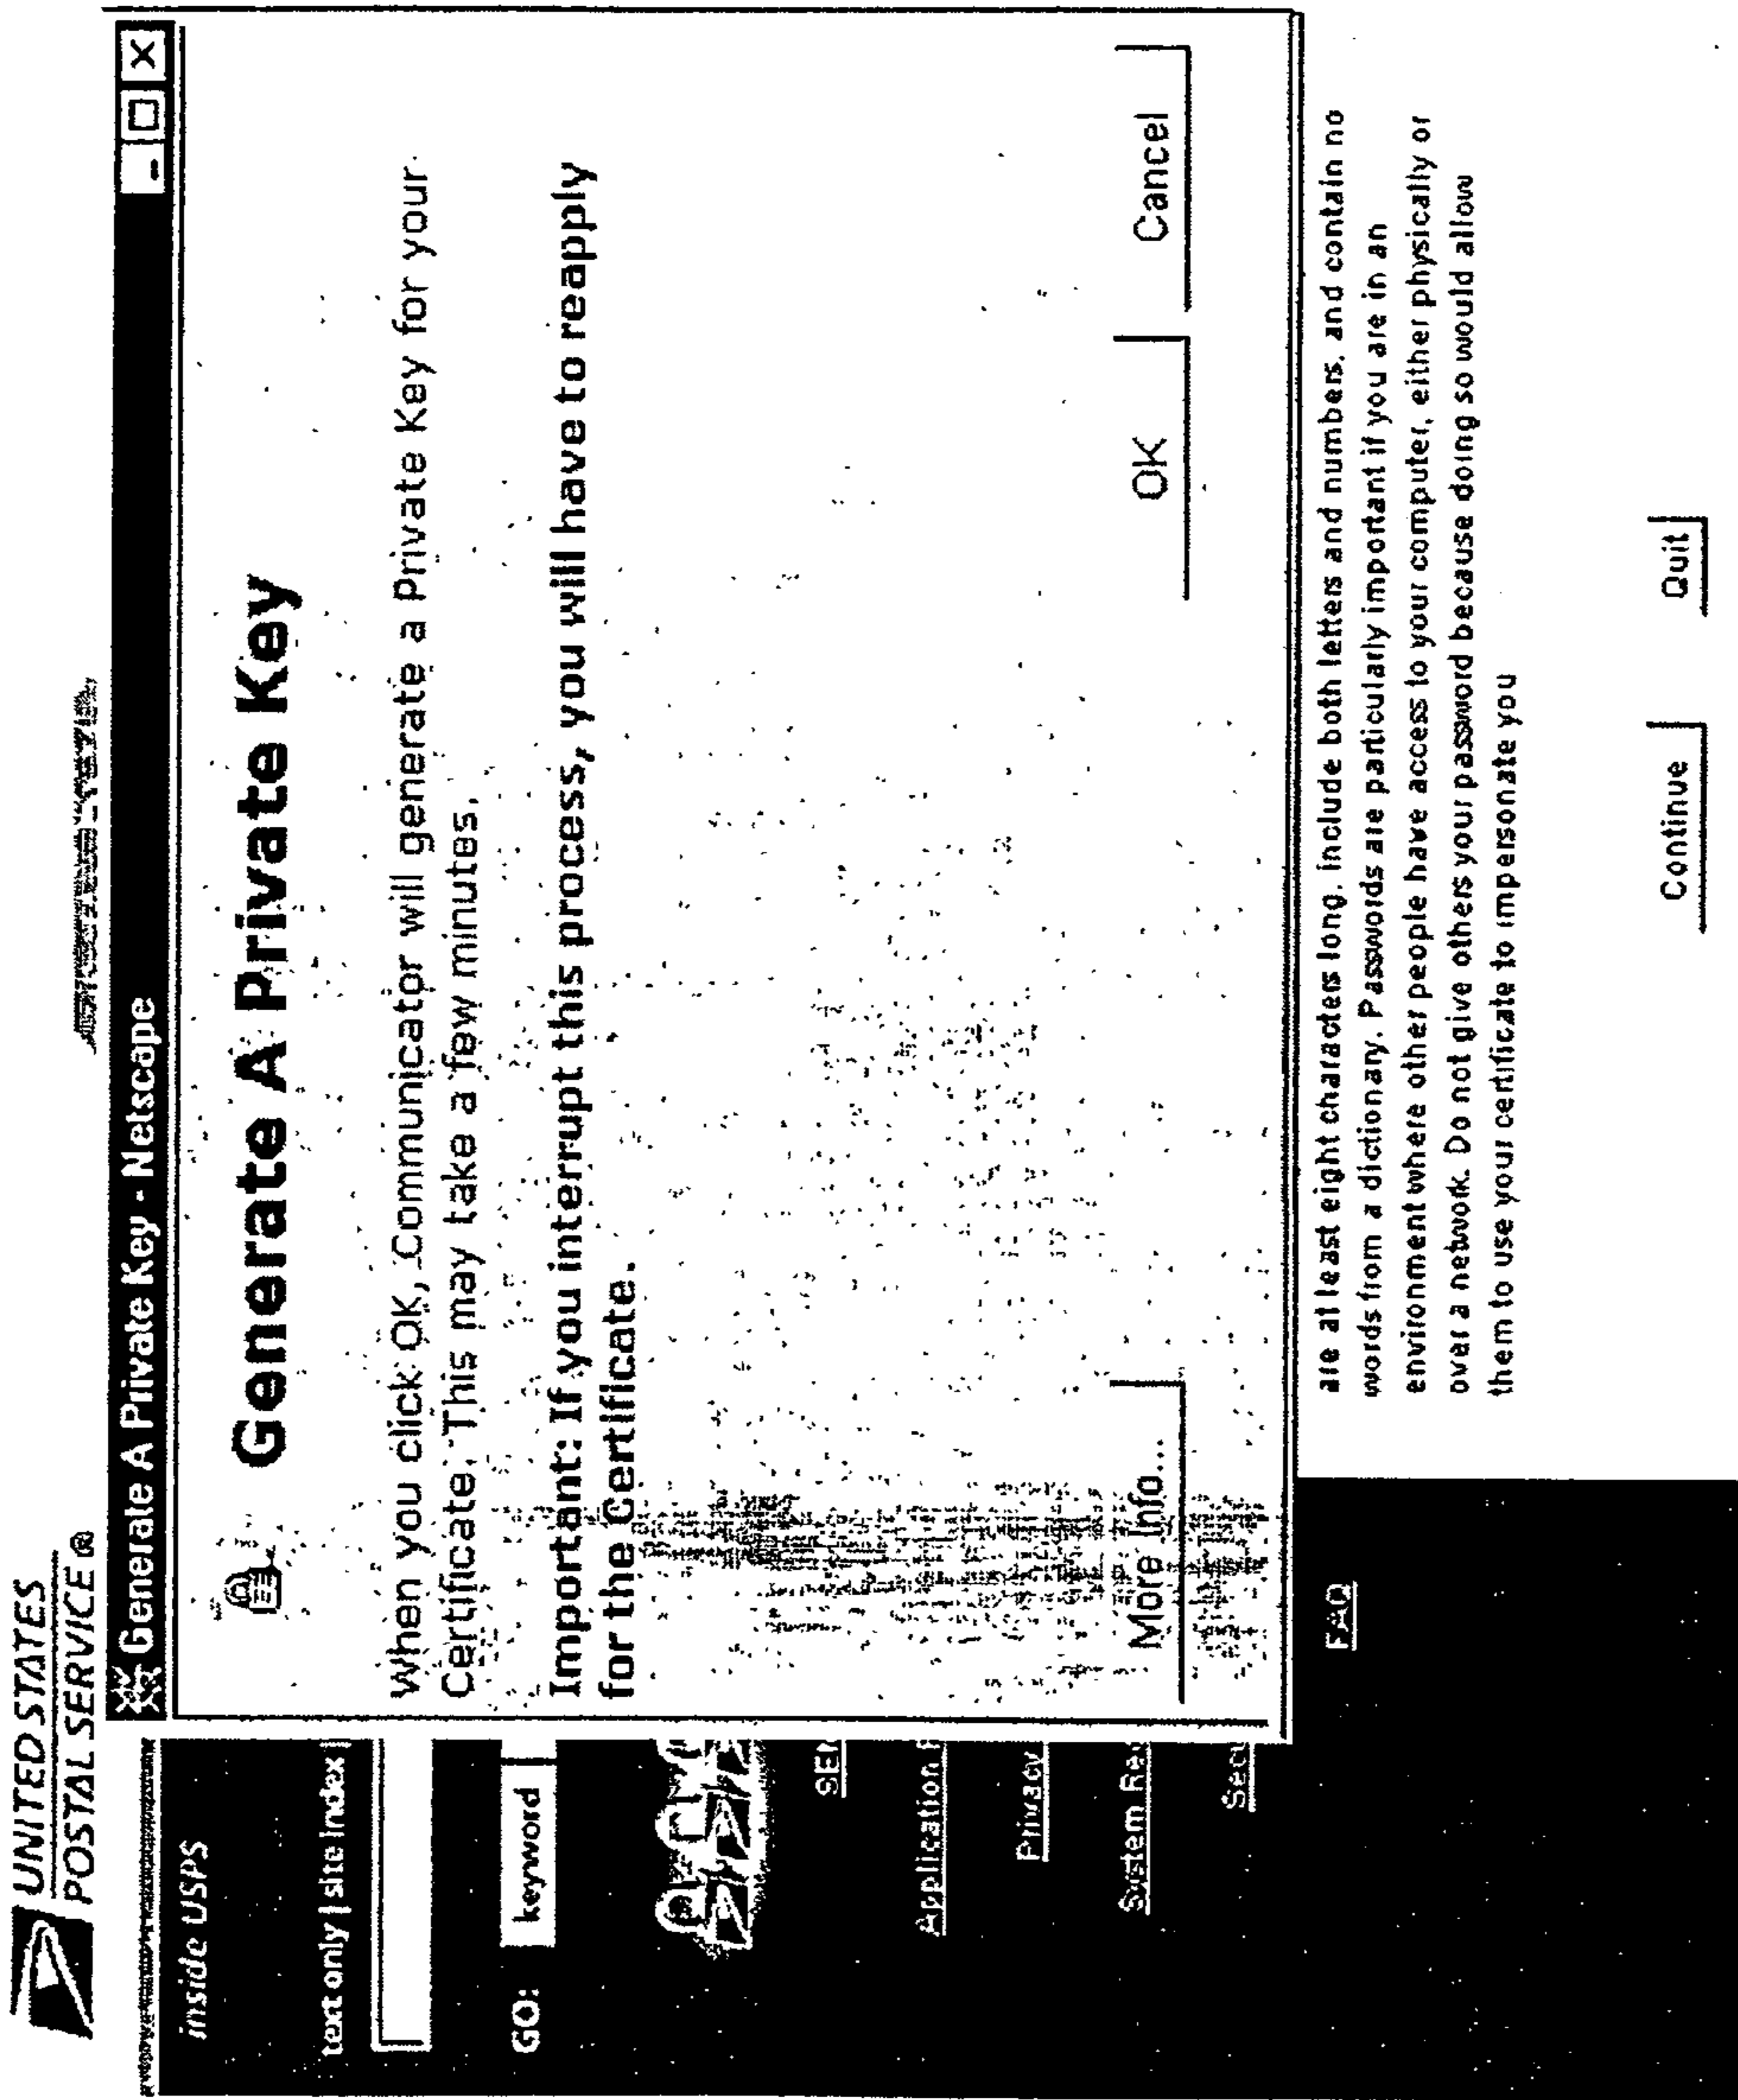 UNITED STATES
POSTAL SERVICE ®
Generate A Private Key - Netscape
inside USPS
text only | site index |
GO: keyword
Generate A Private Key
When you click OK, Communicator will generate a Private Key for your
Certificate. This may take a few minutes.
Important: If you interrupt this process, you will have to reapply
for the Certificate.
More Info...
OK
Cancel
Application
Privacy
System
FAQ
are at least eight characters long, include both letters and numbers, and contain no
words from a dictionary. Passwords are particularly important if you are in an
environment where other people have access to your computer, either physically or
over a network. Do not give others your password because doing so would allow
them to use your certificate to impersonate you
Continue
Quit